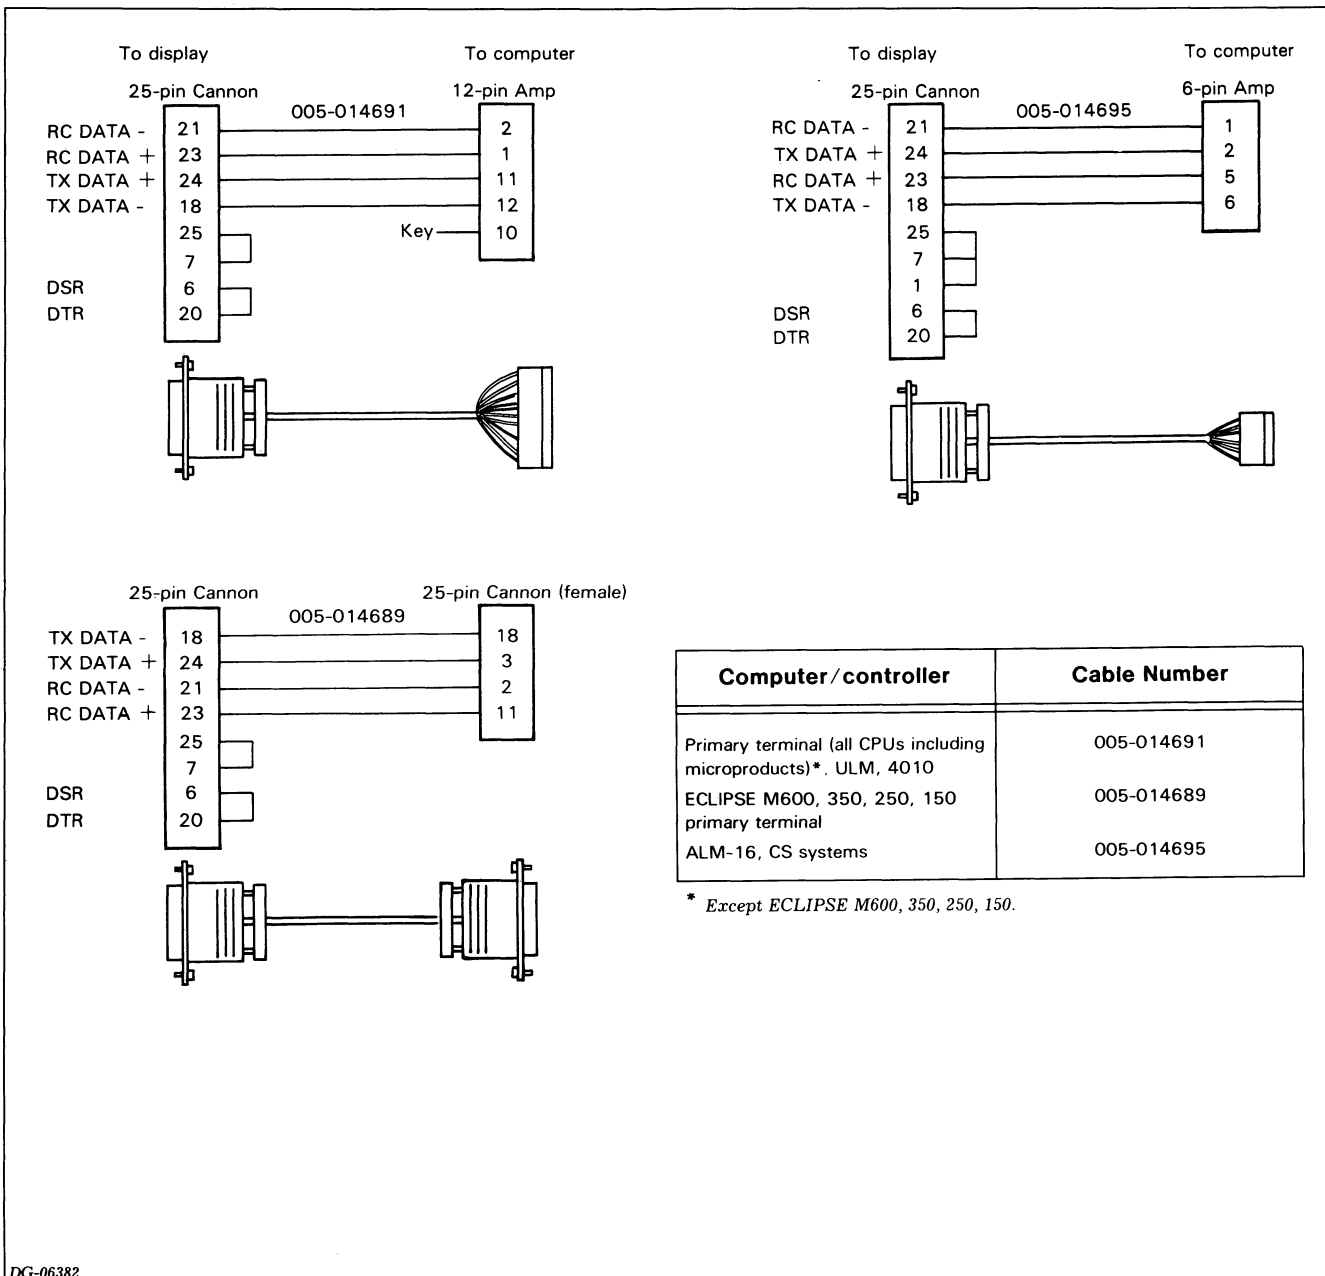 To display To computer
25-pin Cannon 12-pin Amp
005-014691
RC DATA - 21 2
RC DATA + 23 1
TX DATA + 24 11
TX DATA - 18 12
25 Key 10
7
DSR 6
DTR 20
To display To computer
25-pin Cannon 6-pin Amp
005-014695
RC DATA - 21 1
TX DATA + 24 2
RC DATA + 23 5
TX DATA - 18 6
25
7
1
DSR 6
DTR 20
25-pin Cannon 25-pin Cannon (female)
005-014689
TX DATA - 18 18
TX DATA + 24 3
RC DATA - 21 2
RC DATA + 23 11
25
7
DSR 6
DTR 20
Computer/controller Cable Number
Primary terminal (all CPUs including 005-014691
microproducts)*, ULM, 4010
ECLIPSE M600, 350, 250, 150 005-014689
primary terminal
ALM-16, CS systems 005-014695
* Except ECLIPSE M600, 350, 250, 150.
DG-06382